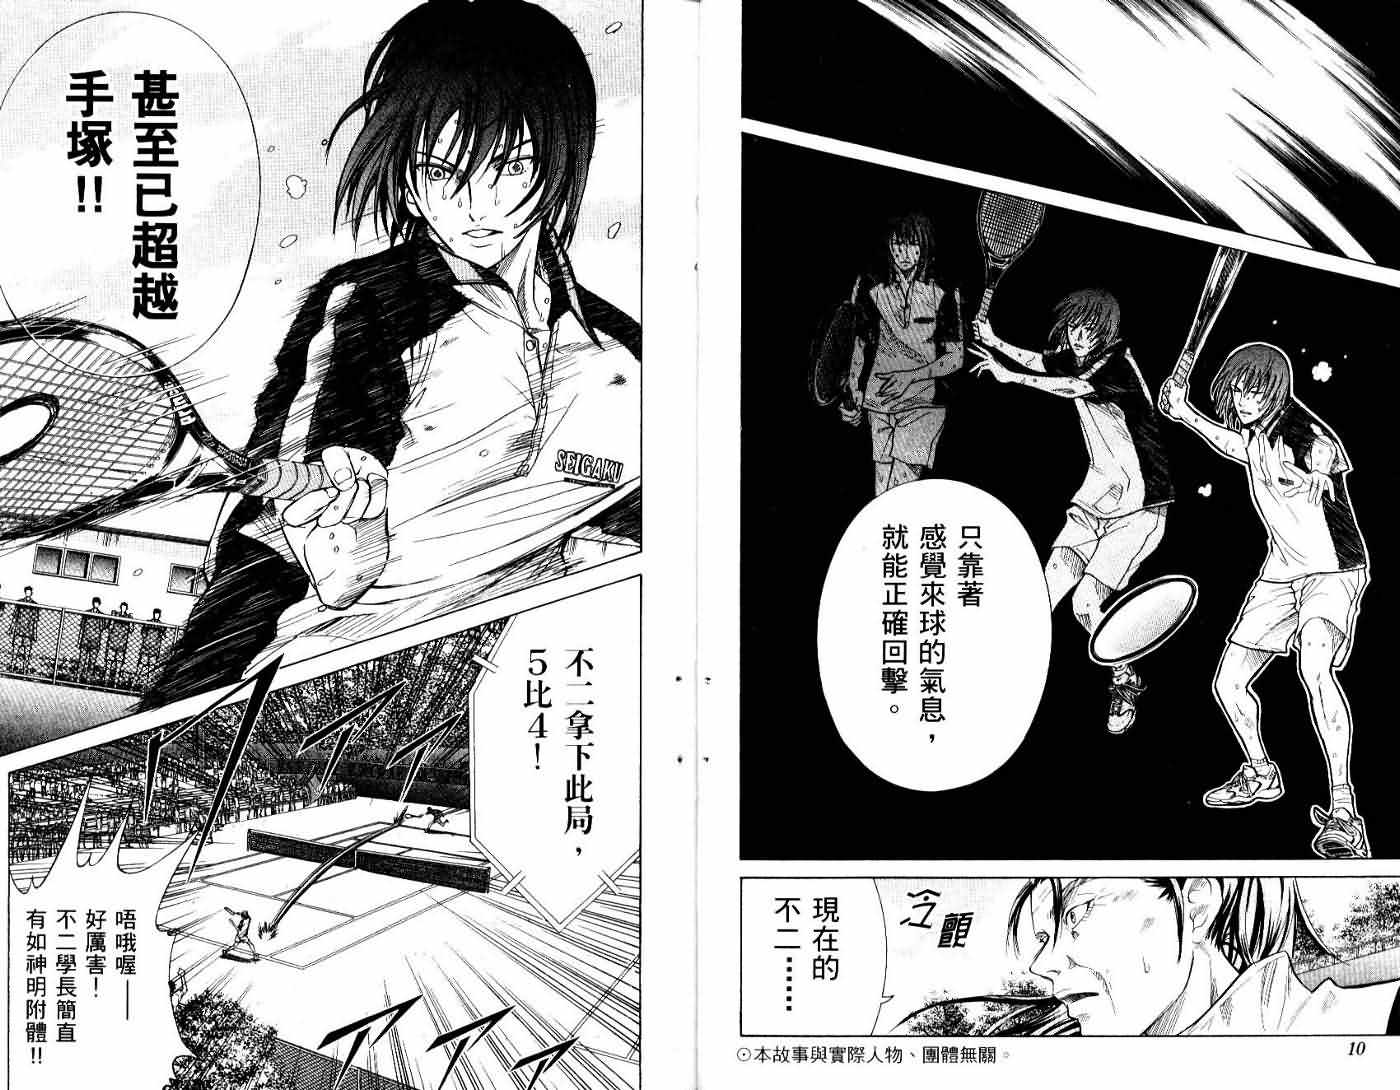 只靠著
感覺來球的氣息，
就能正確回擊。
冷顫
現在的
不二……
⊙本故事與實際人物、團體無關。
10
甚至已超越
手塚!!
SEIGAKU
不二拿下此局，
5比4！
唔哦喔——
好厲害！
不二學長簡直
有如神明附體!!